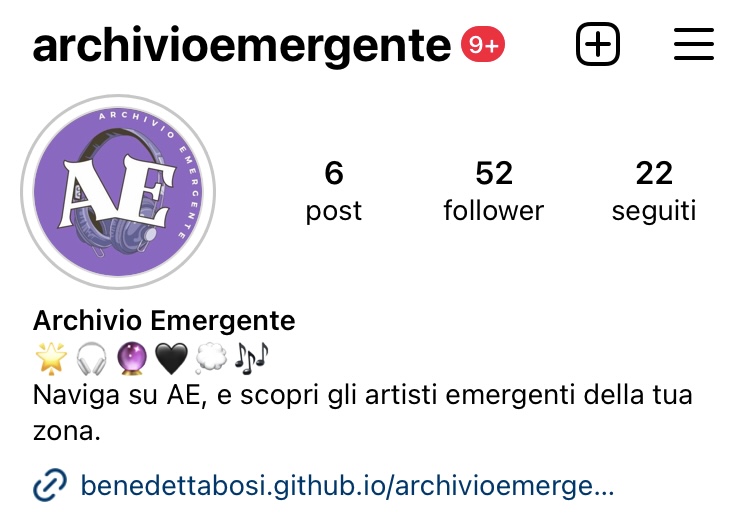 archivioemergente 9+
ARCHIVIO EMERGENTE
AE
6 52 22
post follower seguiti
Archivio Emergente
🌟🎧🔮🖤💭🎶
Naviga su AE, e scopri gli artisti emergenti della tua
zona.
benedettabosi.github.io/archivioemerge...